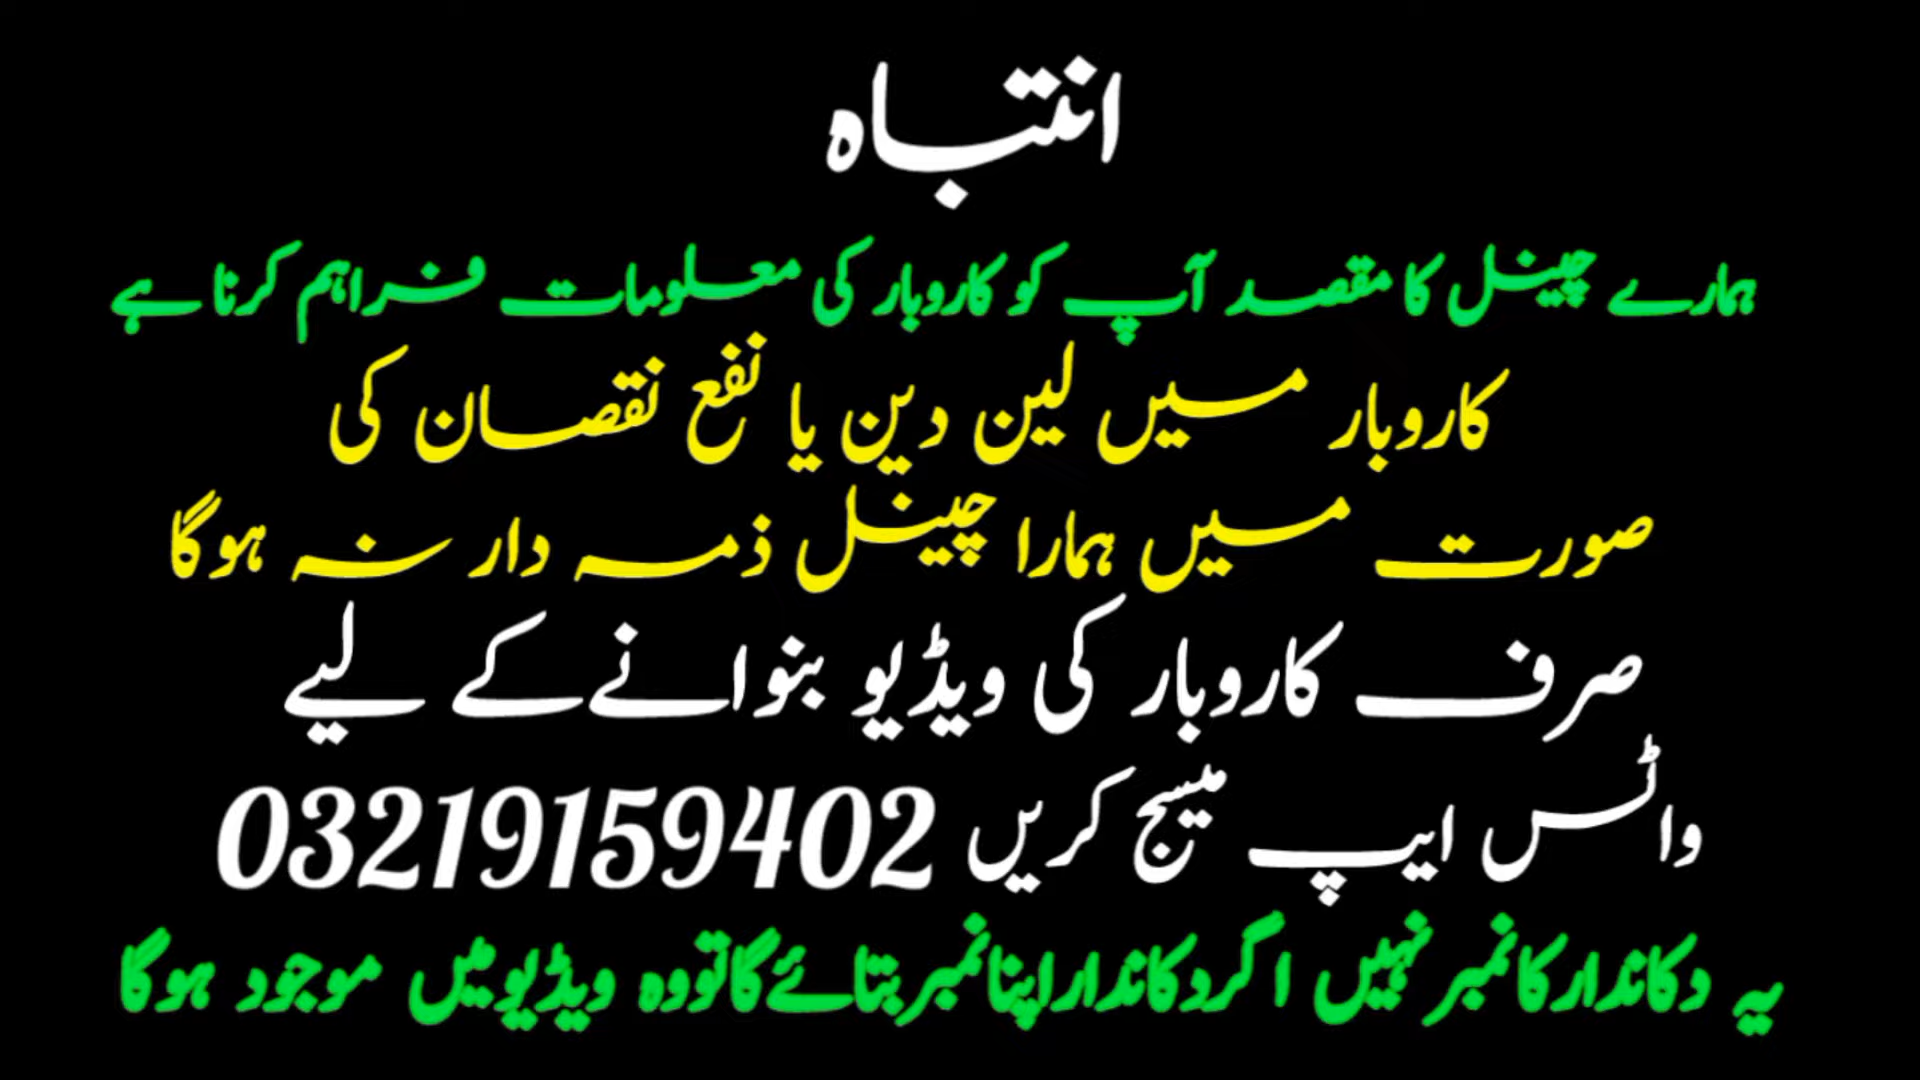 انتباہ
ہمارے چینل کا مقصد آپ کو کاروبار کی معلومات فراہم کرنا ہے
کاروبار میں لین دین یا نفع نقصان کی
صورت میں ہمارا چینل ذمہ دار نہ ہوگا
صرف کاروبار کی ویڈیو بنوانے کے لیے
واٹس ایپ میسج کریں 03219159402
یہ دکاندار کا نمبر نہیں اگر دکاندار اپنا نمبر بتائے گا تو وہ ویڈیو میں موجود ہوگا